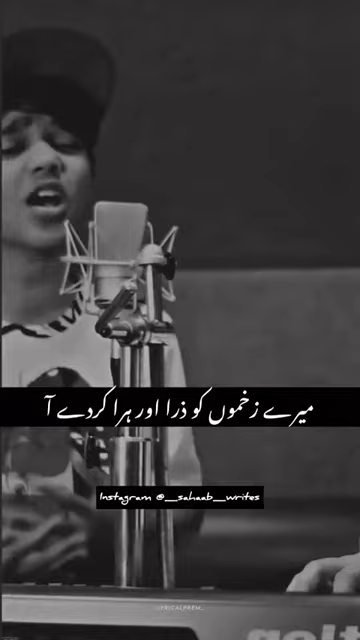 میرے زخموں کو ذرا اور ہرا کردے آ
Instagram @__sahaab__writes